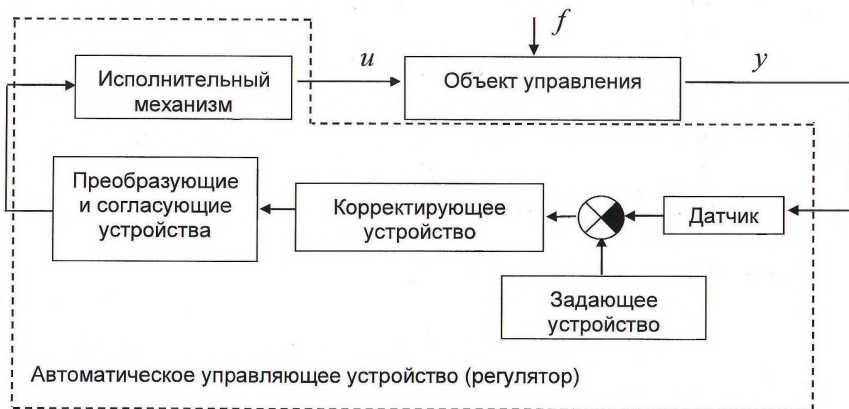 f
Исполнительный
механизм
u
Объект управления
y
Преобразующие
и согласующие
устройства
Корректирующее
устройство
Датчик
Задающее
устройство
Автоматическое управляющее устройство (регулятор)